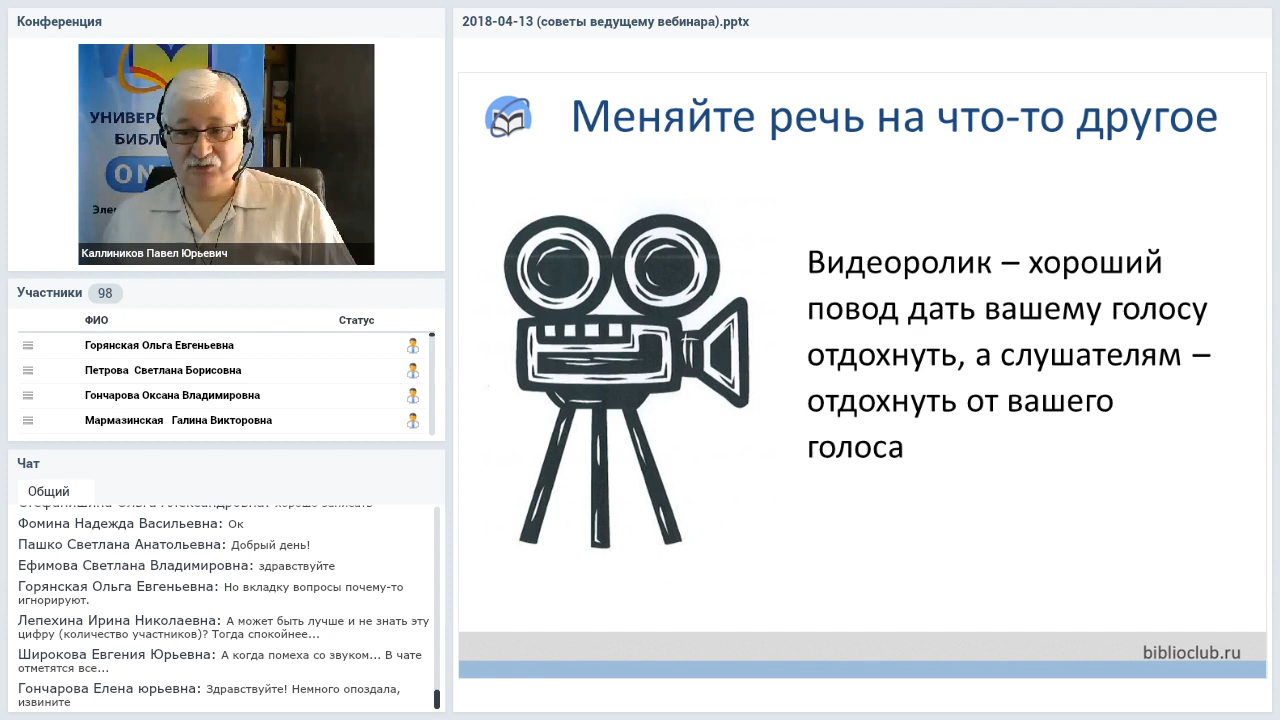 Конференция
УНИВЕР
БИБЛ
ON
Эле
Каллиников Павел Юрьевич
Участники 98
ФИО Статус
Горянская Ольга Евгеньевна
Петрова Светлана Борисовна
Гончарова Оксана Владимировна
Мармазинская Галина Викторовна
Чат
Общий
Фомина Надежда Васильевна: Ок
Пашко Светлана Анатольевна: Добрый день!
Ефимова Светлана Владимировна: здравствуйте
Горянская Ольга Евгеньевна: Но вкладку вопросы почему-то
игнорируют.
Лепехина Ирина Николаевна: А может быть лучше и не знать эту
цифру (количество участников)? Тогда спокойнее...
Широкова Евгения Юрьевна: А когда помеха со звуком... В чате
отметятся все...
Гончарова Елена юрьевна: Здравствуйте! Немного опоздала,
извините
2018-04-13 (советы ведущему вебинара).pptx
Меняйте речь на что-то другое
Видеоролик – хороший
повод дать вашему голосу
отдохнуть, а слушателям –
отдохнуть от вашего
голоса
biblioclub.ru